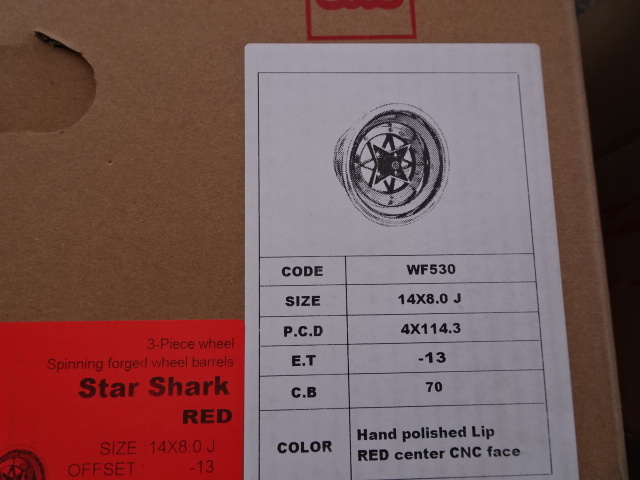 CODE WF530
SIZE 14X8.0 J
P.C.D 4X114.3
E.T -13
C.B 70
COLOR Hand polished Lip
RED center CNC face
3-Piece wheel
Spinning forged wheel barrels
Star Shark
RED
SIZE :14X8.0 J
OFFSET : -13